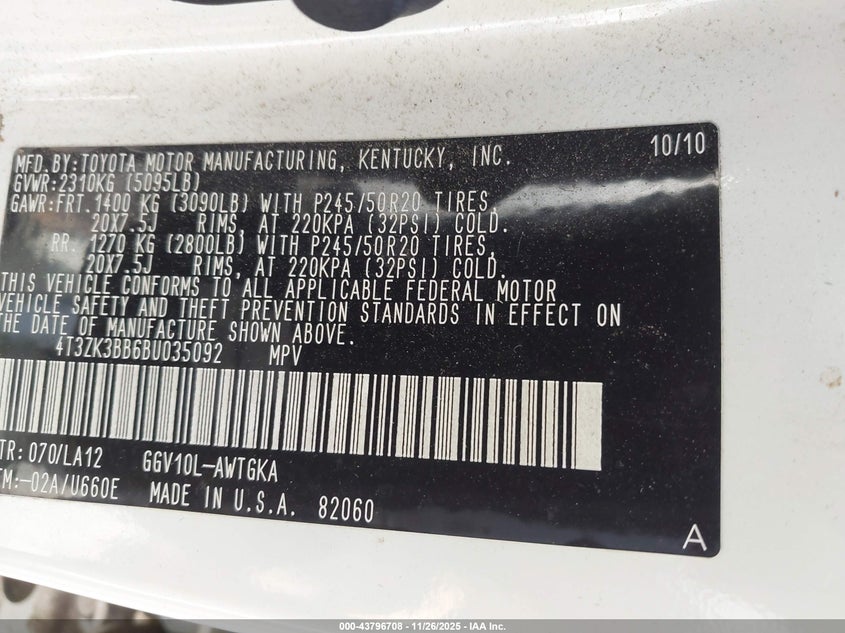 MFD. BY: TOYOTA MOTOR MANUFACTURING, KENTUCKY, INC. 10/10
GVWR: 2310KG (5095LB)
GAWR: FRT. 1400 KG (3090LB) WITH P245/50R20 TIRES,
20X7.5J RIMS, AT 220KPA (32PSI) COLD.
RR. 1270 KG (2800LB) WITH P245/50R20 TIRES,
20X7.5J RIMS, AT 220KPA (32PSI) COLD.
THIS VEHICLE CONFORMS TO ALL APPLICABLE FEDERAL MOTOR
VEHICLE SAFETY AND THEFT PREVENTION STANDARDS IN EFFECT ON
THE DATE OF MANUFACTURE SHOWN ABOVE.
4T3ZK3BB6BU035092 MPV
TR: 070/LA12 GGV10L-AWTGKA
TM:-02A/U660E MADE IN U.S.A. 82060
A
000-43796708 - 11/26/2025 - IAA Inc.